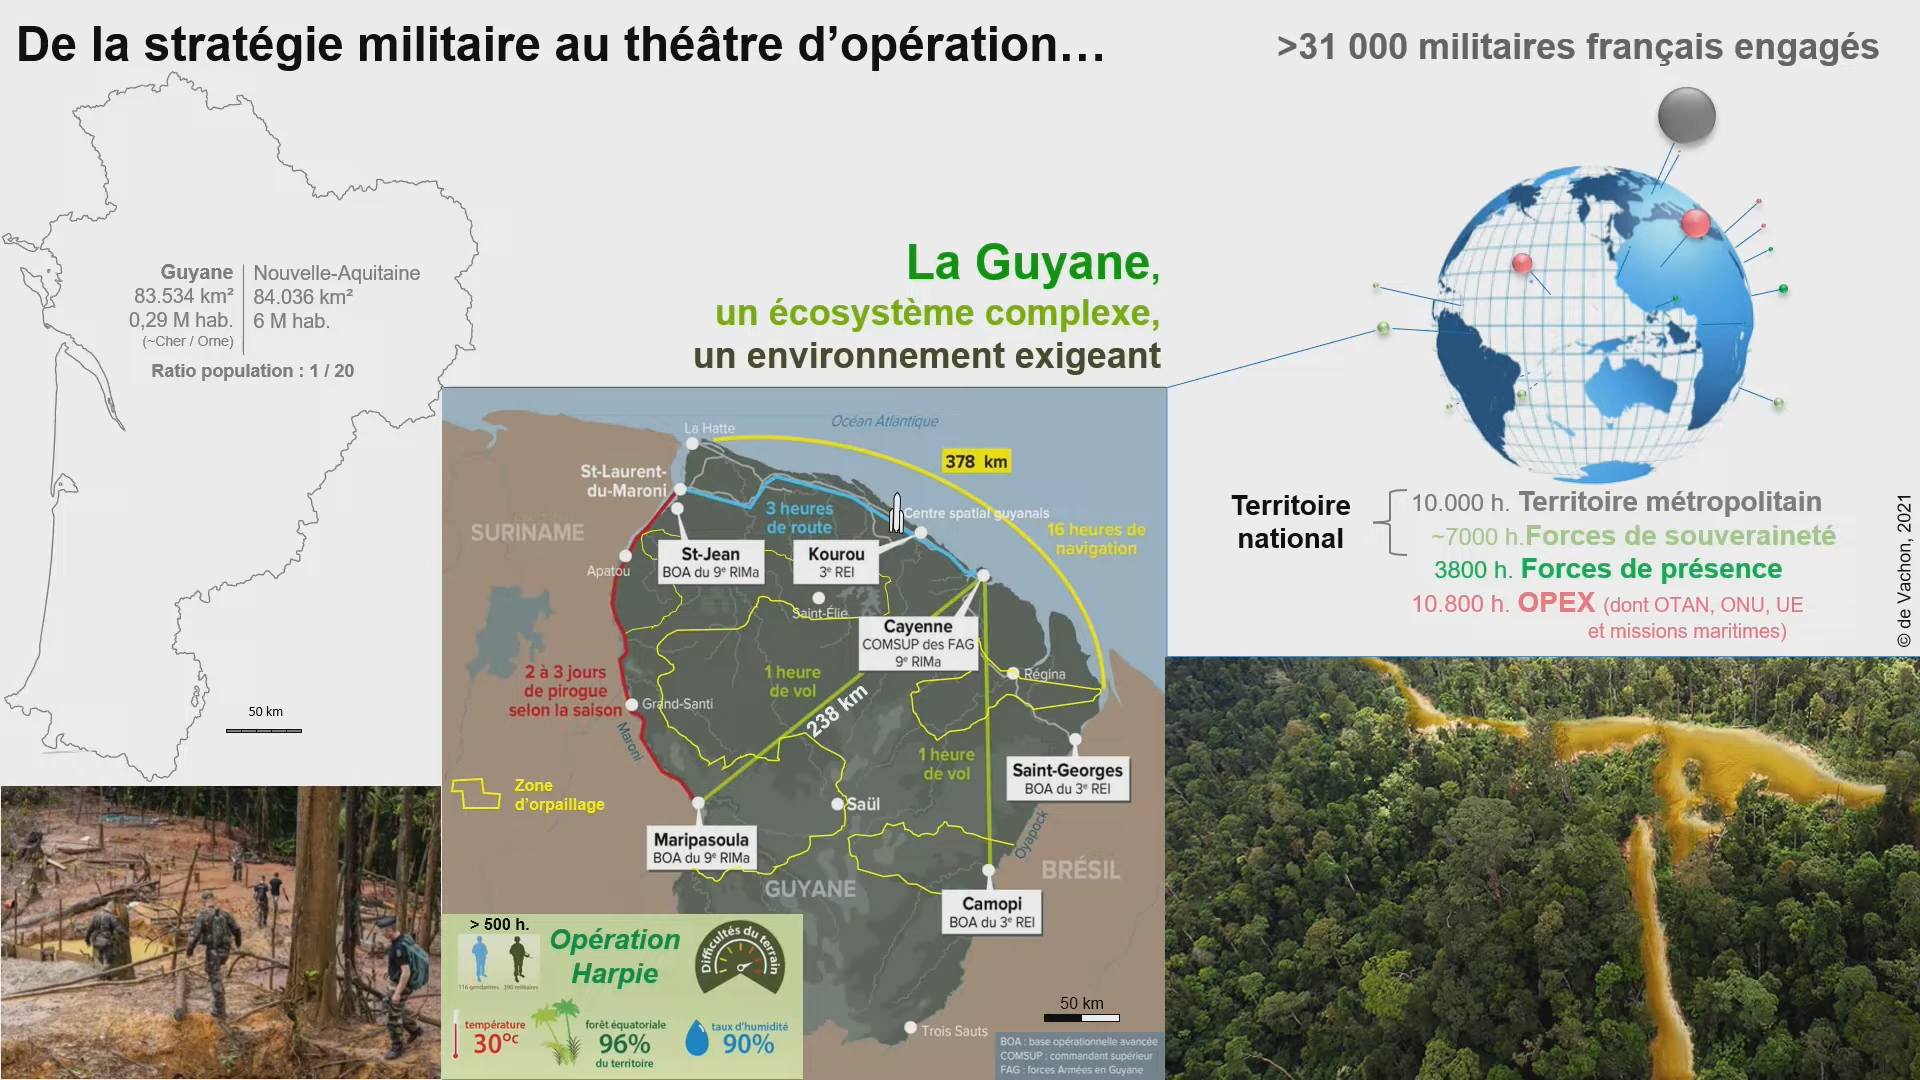 De la stratégie militaire au théâtre d’opération…
>31 000 militaires français engagés
Guyane
83.534 km²
0,29 M hab.
(~Cher / Orne)
Nouvelle-Aquitaine
84.036 km²
6 M hab.
Ratio population : 1 / 20
50 km
La Guyane,
un écosystème complexe,
un environnement exigeant
Territoire
national
10.000 h. Territoire métropolitain
~7000 h.Forces de souveraineté
3800 h. Forces de présence
10.800 h. OPEX (dont OTAN, ONU, UE
et missions maritimes)
© de Vachon, 2021
Océan Atlantique
La Hatte
378 km
St-Laurent-
du-Maroni
3 heures
de route
Centre spatial guyanais
16 heures de
navigation
SURINAME
St-Jean
BOA du 9e RIMa
Kourou
3e REI
Apatou
Saint-Élie
Cayenne
COMSUP des FAG
9e RIMa
2 à 3 jours
de pirogue
selon la saison
1 heure
de vol
238 km
Régina
Grand-Santi
Maroni
1 heure
de vol
Saint-Georges
BOA du 3e REI
Zone
d’orpaillage
Saül
Maripasoula
BOA du 9e RIMa
Oyapock
BRÉSIL
GUYANE
Camopi
BOA du 3e REI
Trois Sauts
50 km
BOA : base opérationnelle avancée
COMSUP : commandant supérieur
FAG : forces Armées en Guyane
> 500 h.
116 gendarmes
390 militaires
Opération
Harpie
Difficultés du terrain
température
30°C
forêt équatoriale
96%
du territoire
taux d’humidité
90%